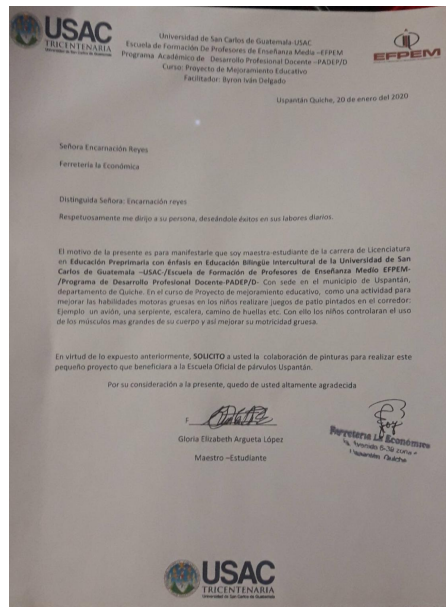 USAC
TRICENTENARIA
Universidad de San Carlos de Guatemala
Universidad de San Carlos de Guatemala-USAC
Escuela de Formación De Profesores de Enseñanza Media –EFPEM
Programa Académico de Desarrollo Profesional Docente –PADEP/D
Curso: Proyecto de Mejoramiento Educativo
Facilitador: Byron Iván Delgado
EFPEM
Uspantán Quiche, 20 de enero del 2020
Señora Encarnación Reyes
Ferretería la Económica
Distinguida Señora: Encarnación reyes
Respetuosamente me dirijo a su persona, deseándole éxitos en sus labores diarios.
El motivo de la presente es para manifestarle que soy maestra-estudiante de la carrera de Licenciatura
en Educación Preprimaria con énfasis en Educación Bilingüe Intercultural de la Universidad de San
Carlos de Guatemala –USAC-/Escuela de Formación de Profesores de Enseñanza Medio EFPEM-
/Programa de Desarrollo Profesional Docente-PADEP/D- Con sede en el municipio de Uspantán,
departamento de Quiche. En el curso de Proyecto de mejoramiento educativo, como una actividad para
mejorar las habilidades motoras gruesas en los niños realizare juegos de patio pintados en el corredor:
Ejemplo un avión, una serpiente, escalera, camino de huellas etc. Con ello los niños controlaran el uso
de los músculos mas grandes de su cuerpo y así mejorar su motricidad gruesa.
En virtud de lo expuesto anteriormente, SOLICITO a usted la colaboración de pinturas para realizar este
pequeño proyecto que beneficiara a la Escuela Oficial de párvulos Uspantán.
Por su consideración a la presente, quedo de usted altamente agradecida
F
Gloria Elizabeth Argueta López
Maestro –Estudiante
Ferretería La Económica
Uspantán Quiche
USAC
TRICENTENARIA
Universidad de San Carlos de Guatemala